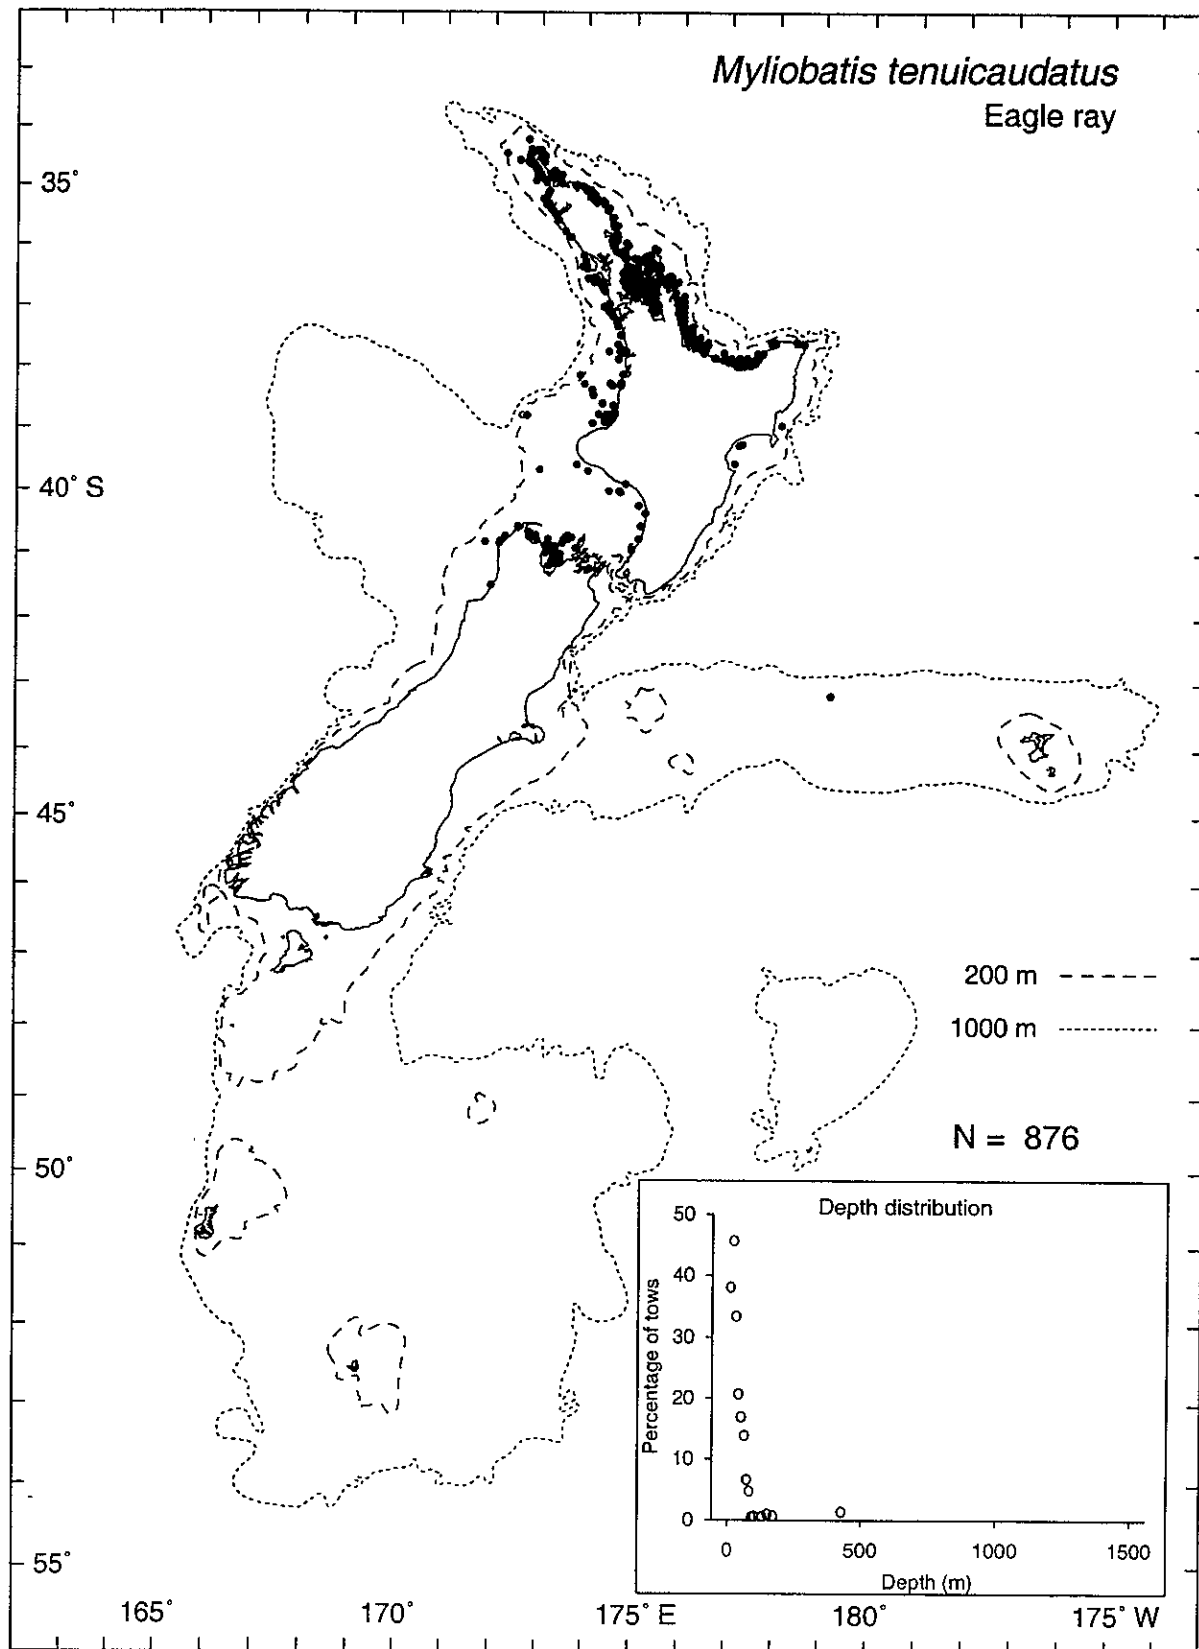 Myliobatis tenuicaudatus
Eagle ray
35°
40° S
45°
50°
55°
200 m
1000 m
N = 876
Depth distribution
50
40
30
20
10
0
Percentage of tows
0 500 1000 1500
Depth (m)
165° 170° 175° E 180° 175° W